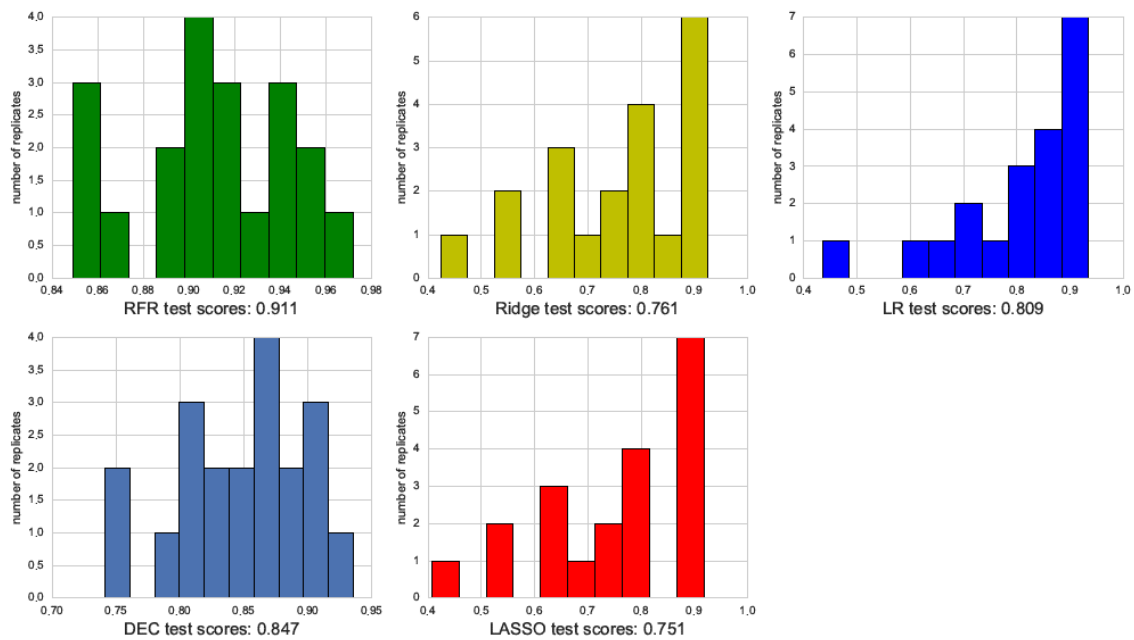 4,0
3,5
3,0
2,5
2,0
1,5
1,0
0,5
0,0
number of replicates
0,84 0,86 0,88 0,90 0,92 0,94 0,96 0,98
RFR test scores: 0.911
6
5
4
3
2
1
0
number of replicates
0,4 0,5 0,6 0,7 0,8 0,9 1,0
Ridge test scores: 0.761
7
6
5
4
3
2
1
0
number of replicates
0,4 0,5 0,6 0,7 0,8 0,9 1,0
LR test scores: 0.809
4,0
3,5
3,0
2,5
2,0
1,5
1,0
0,5
0,0
number of replicates
0,70 0,75 0,80 0,85 0,90 0,95
DEC test scores: 0.847
7
6
5
4
3
2
1
0
number of replicates
0,4 0,5 0,6 0,7 0,8 0,9 1,0
LASSO test scores: 0.751